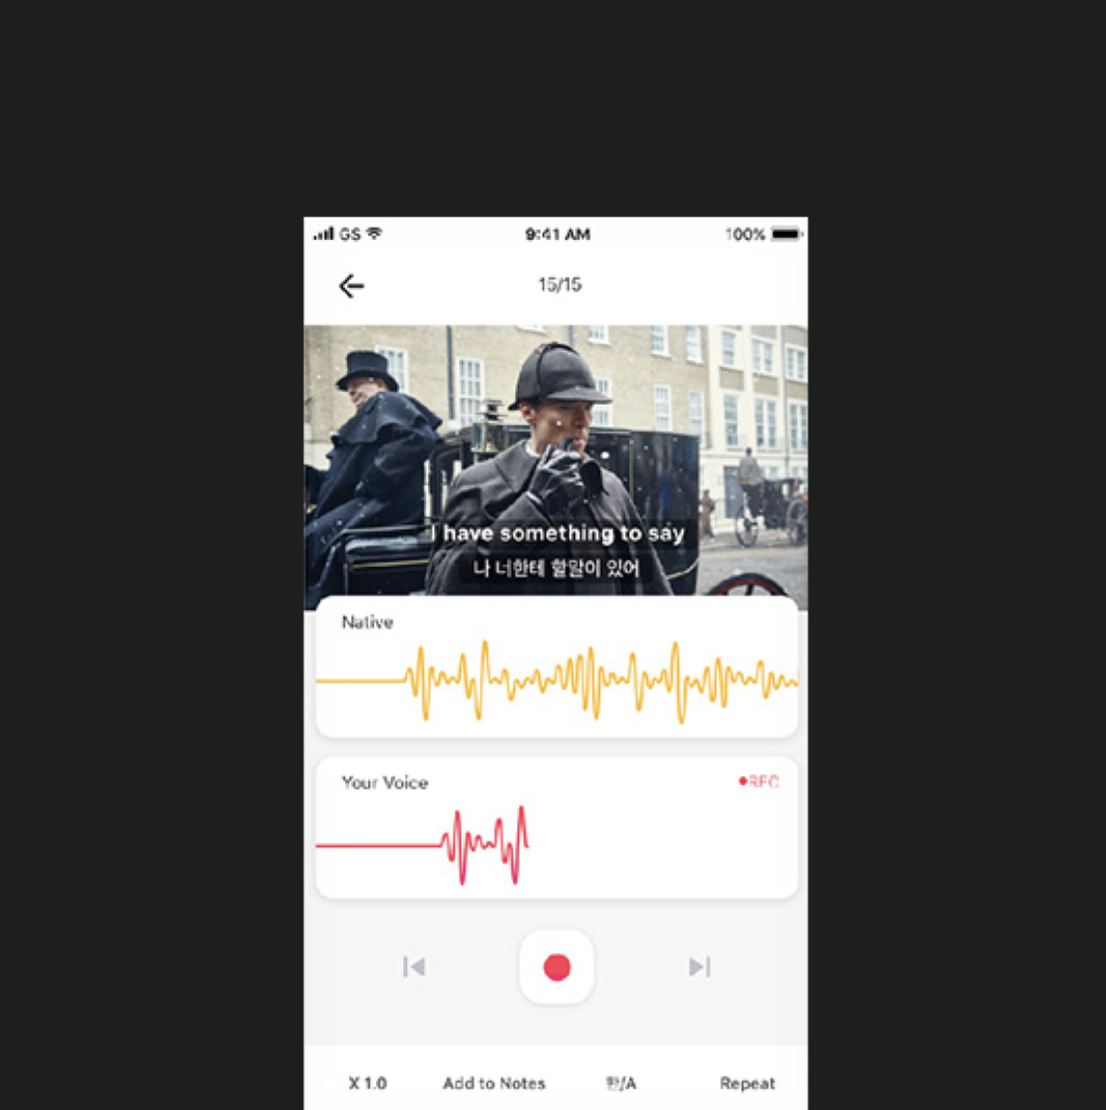 GS 9:41 AM 100%
15/15
I have something to say
나 너한테 할말이 있어
Native
Your Voice REC
X 1.0 Add to Notes 한/A Repeat